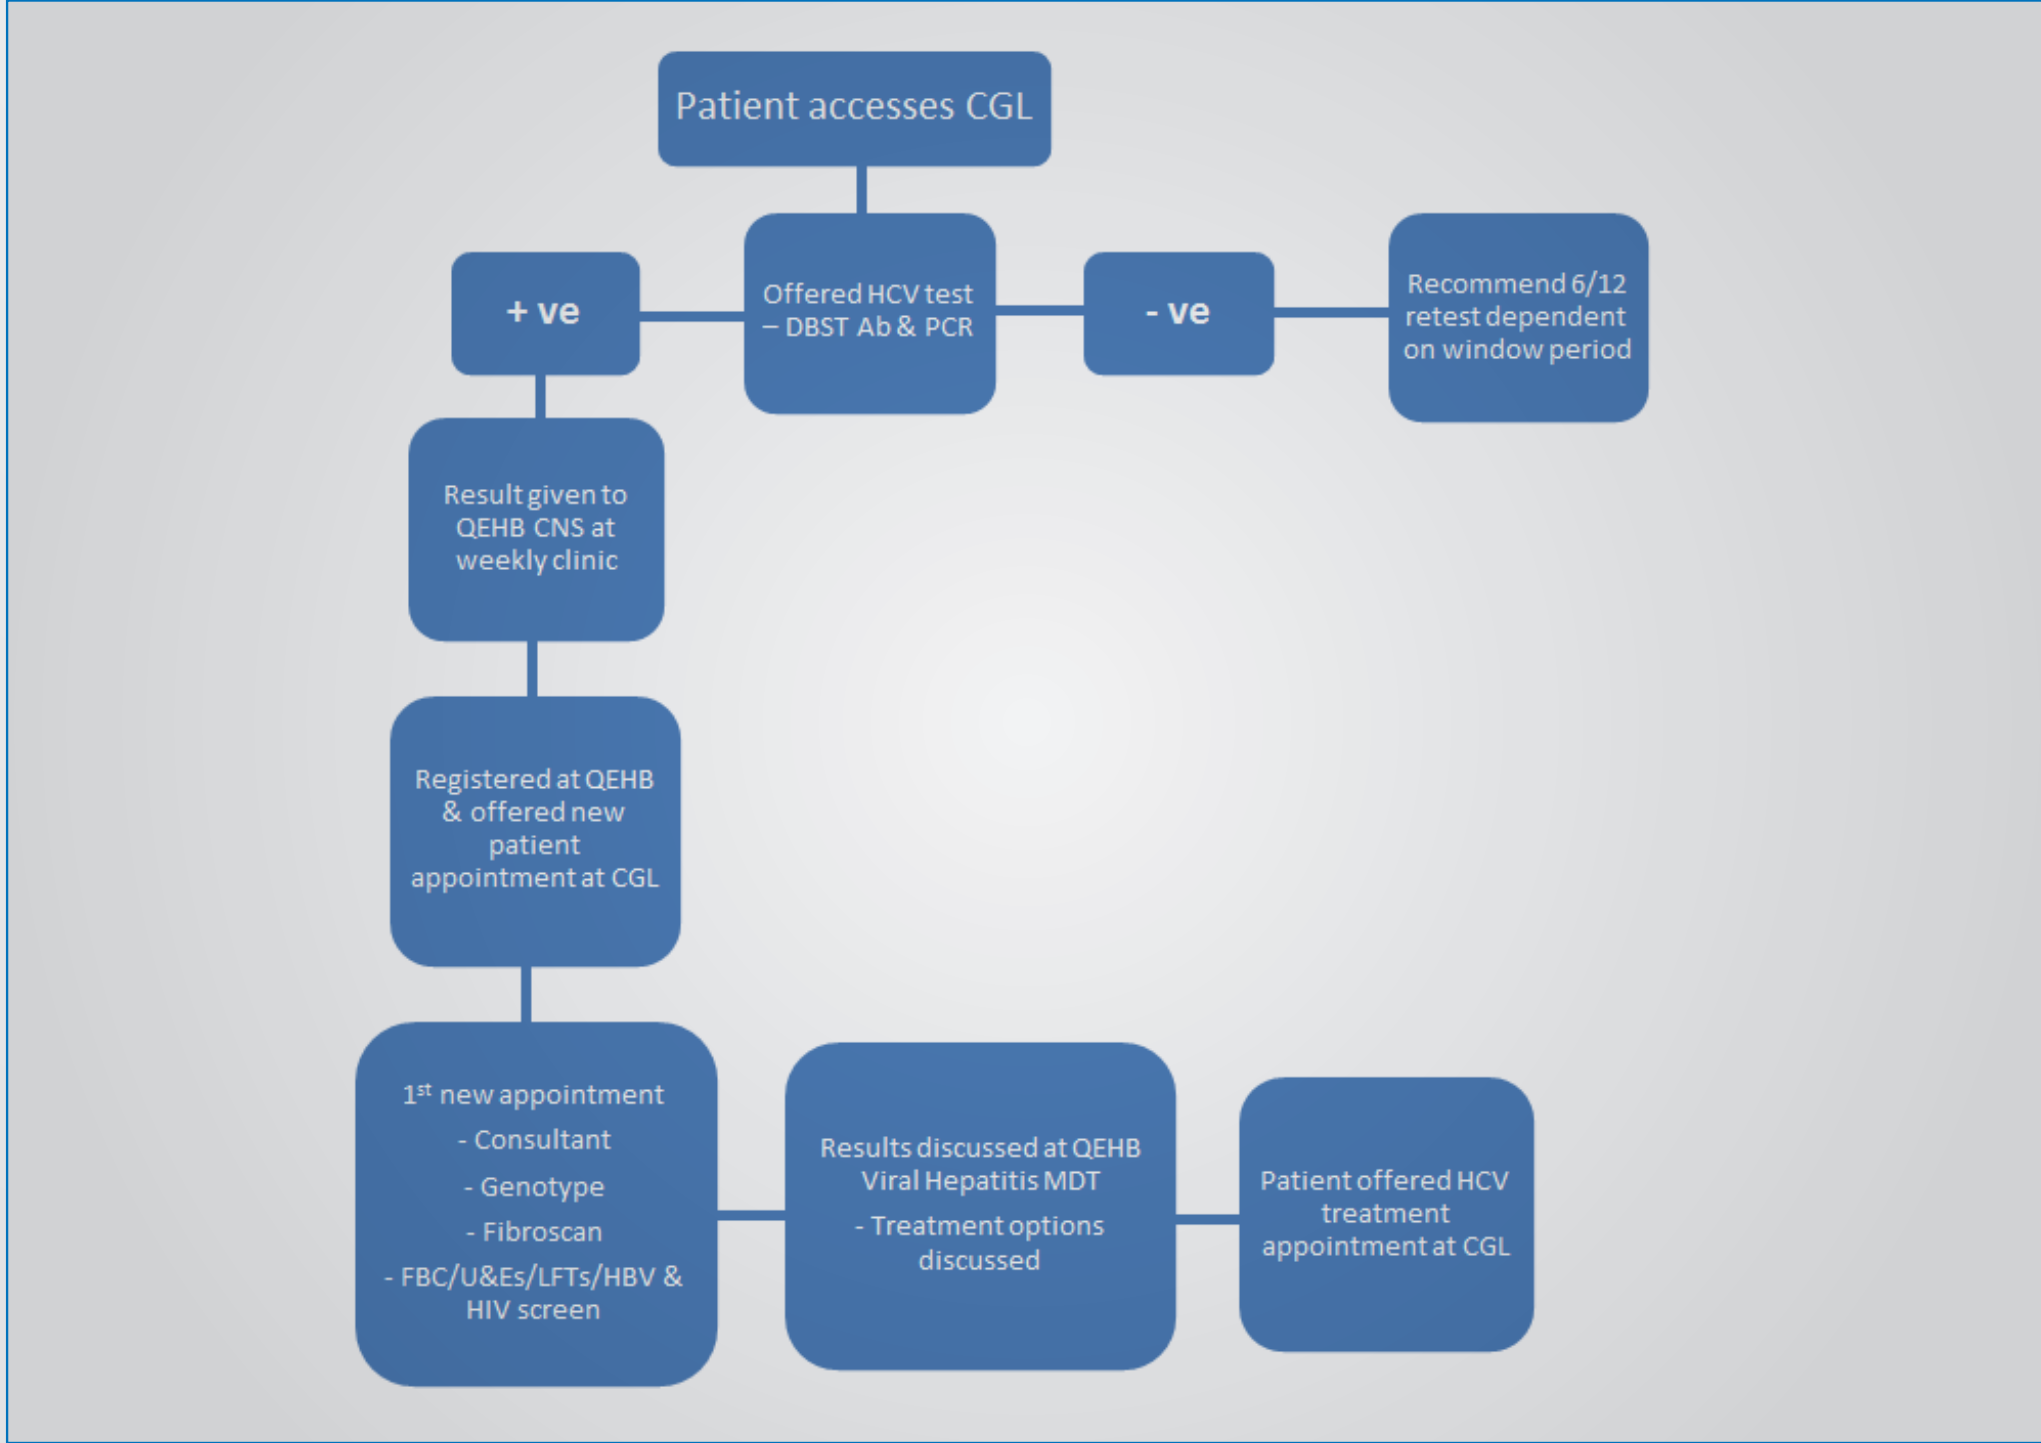 Patient accesses CGL
+ ve
Offered HCV test
– DBST Ab & PCR
- ve
Recommend 6/12
retest dependent
on window period
Result given to
QEHB CNS at
weekly clinic
Registered at QEHB
& offered new
patient
appointment at CGL
1st new appointment
- Consultant
- Genotype
- Fibroscan
- FBC/U&Es/LFTs/HBV &
HIV screen
Results discussed at QEHB
Viral Hepatitis MDT
- Treatment options
discussed
Patient offered HCV
treatment
appointment at CGL